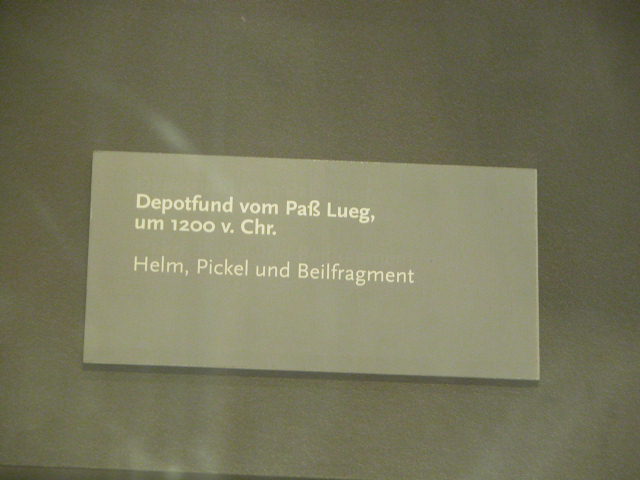 Depotfund vom Paß Lueg,
um 1200 v. Chr.
Helm, Pickel und Beilfragment